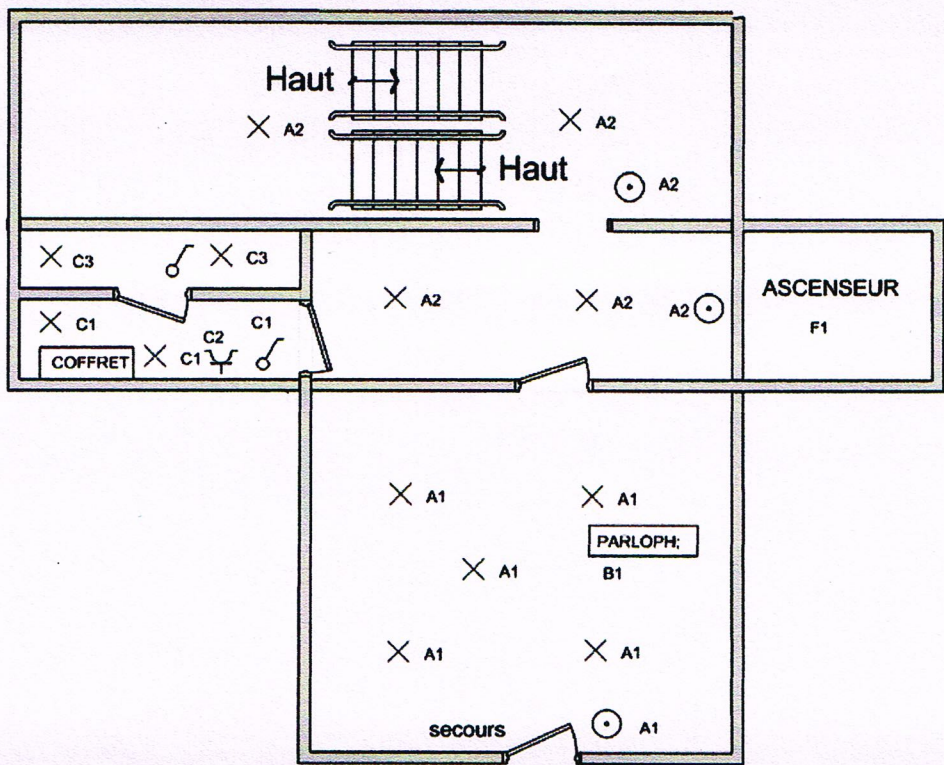 Haut
A2
A2
Haut
A2
C3
C3
A2
A2
A2
ASCENSEUR
F1
C1
C2
C1
C1
COFFRET
A1
A1
PARLOPH;
B1
A1
A1
A1
secours
A1